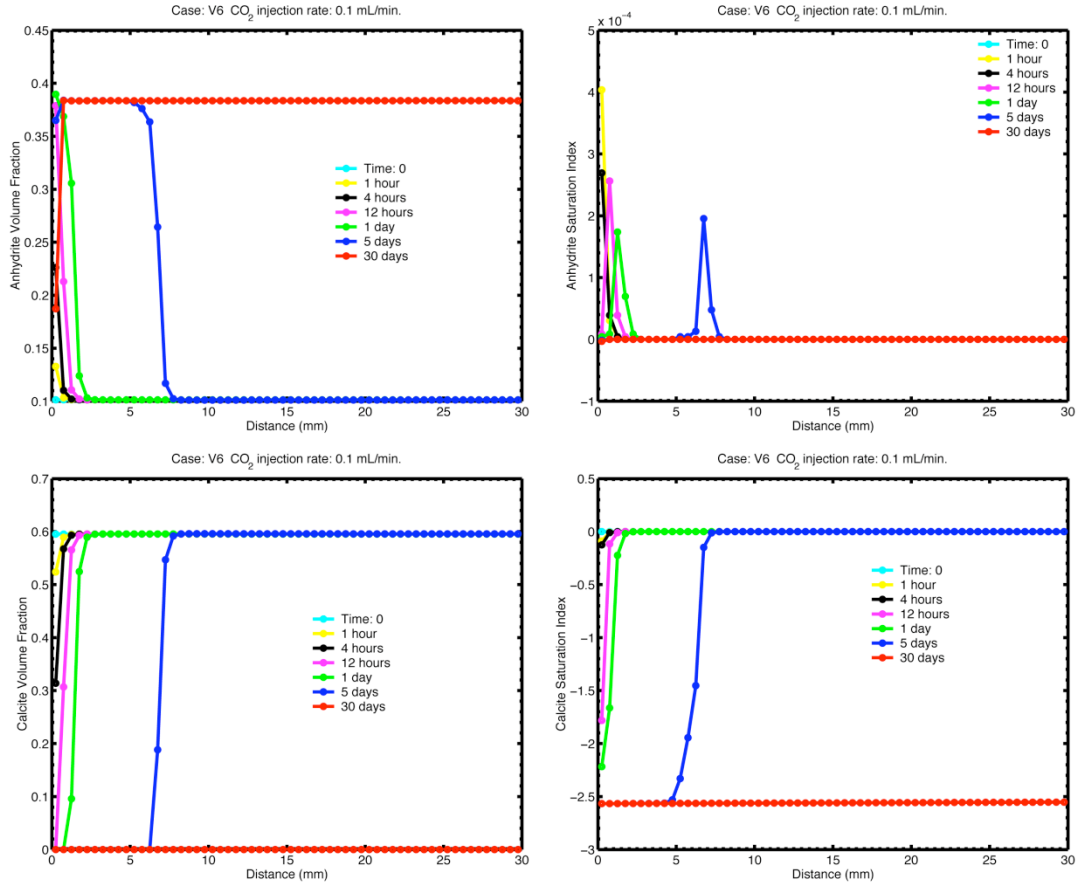 Case: V6 CO2 injection rate: 0.1 mL/min.
0.45
0.4
0.35
0.3
0.25
0.2
0.15
0.1
Anhydrite Volume Fraction
Time: 0
1 hour
4 hours
12 hours
1 day
5 days
30 days
0 5 10 15 20 25 30
Distance (mm)
Case: V6 CO2 injection rate: 0.1 mL/min.
5 x 10−4
4
3
2
1
0
−1
Anhydrite Saturation Index
Time: 0
1 hour
4 hours
12 hours
1 day
5 days
30 days
0 5 10 15 20 25 30
Distance (mm)
Case: V6 CO2 injection rate: 0.1 mL/min.
0.7
0.6
0.5
0.4
0.3
0.2
0.1
0
Calcite Volume Fraction
Time: 0
1 hour
4 hours
12 hours
1 day
5 days
30 days
0 5 10 15 20 25 30
Distance (mm)
Case: V6 CO2 injection rate: 0.1 mL/min.
0.5
0
−0.5
−1
−1.5
−2
−2.5
−3
Calcite Saturation Index
Time: 0
1 hour
4 hours
12 hours
1 day
5 days
30 days
0 5 10 15 20 25 30
Distance (mm)